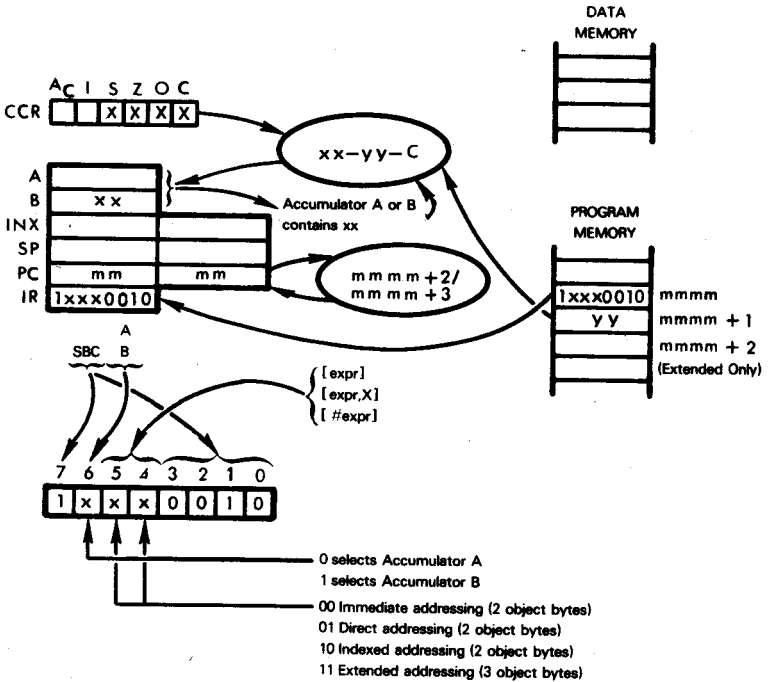 DATA
MEMORY
AC I S Z O C
CCR X X X X
xx-yy-C
A
B xx
Accumulator A or B
contains xx
INX
SP
PC mm mm
IR 1xxx0010
mmmm+2/
mmmm+3
PROGRAM
MEMORY
1xxx0010 mmmm
yy mmmm + 1
mmmm + 2
(Extended Only)
A
SBC B
[expr]
[expr,X]
[ #expr]
7 6 5 4 3 2 1 0
1 x x x 0 0 1 0
0 selects Accumulator A
1 selects Accumulator B
00 Immediate addressing (2 object bytes)
01 Direct addressing (2 object bytes)
10 Indexed addressing (2 object bytes)
11 Extended addressing (3 object bytes)